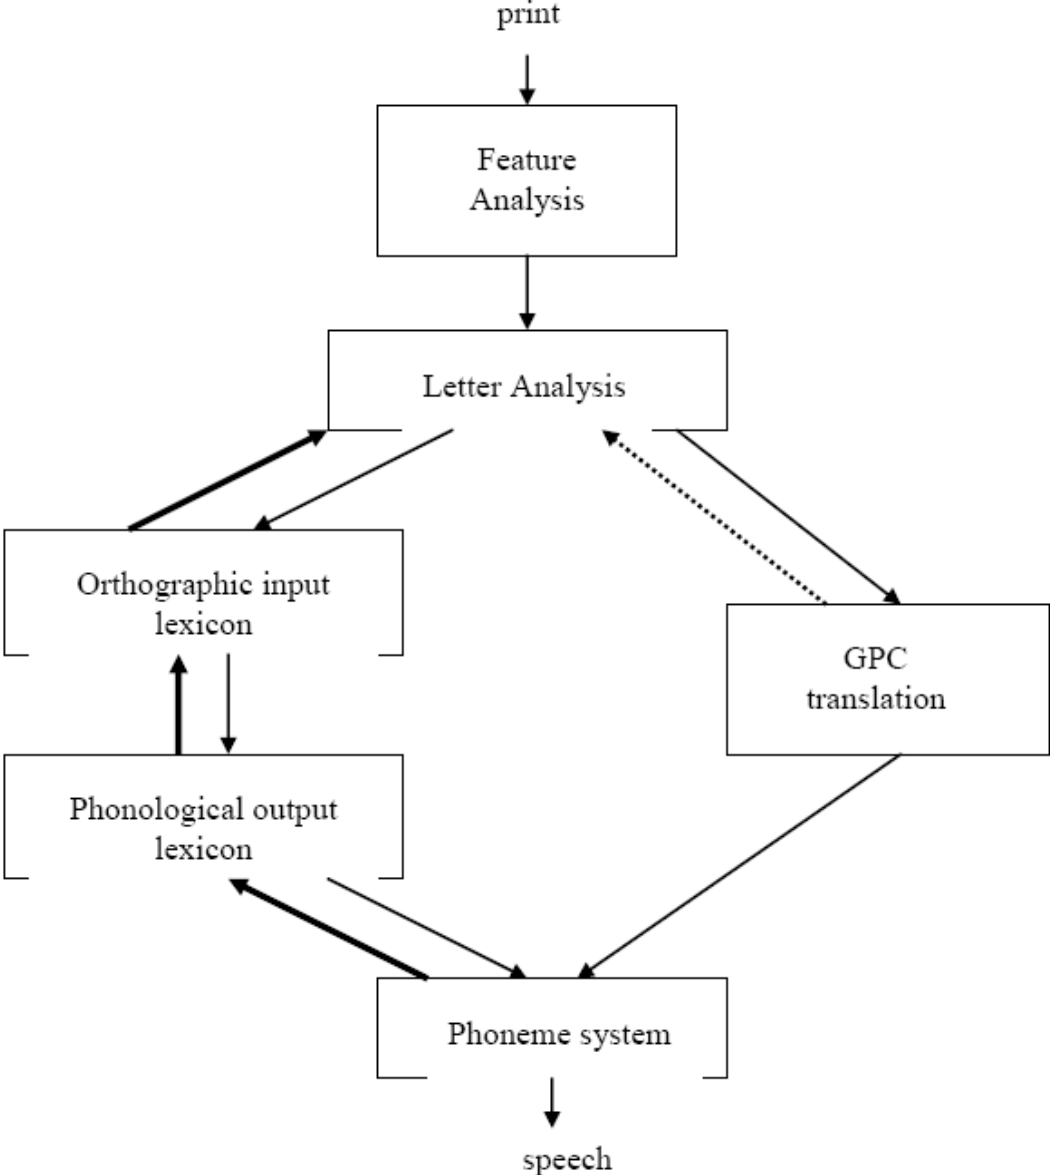 print
Feature
Analysis
Letter Analysis
Orthographic input
lexicon
GPC
translation
Phonological output
lexicon
Phoneme system
speech